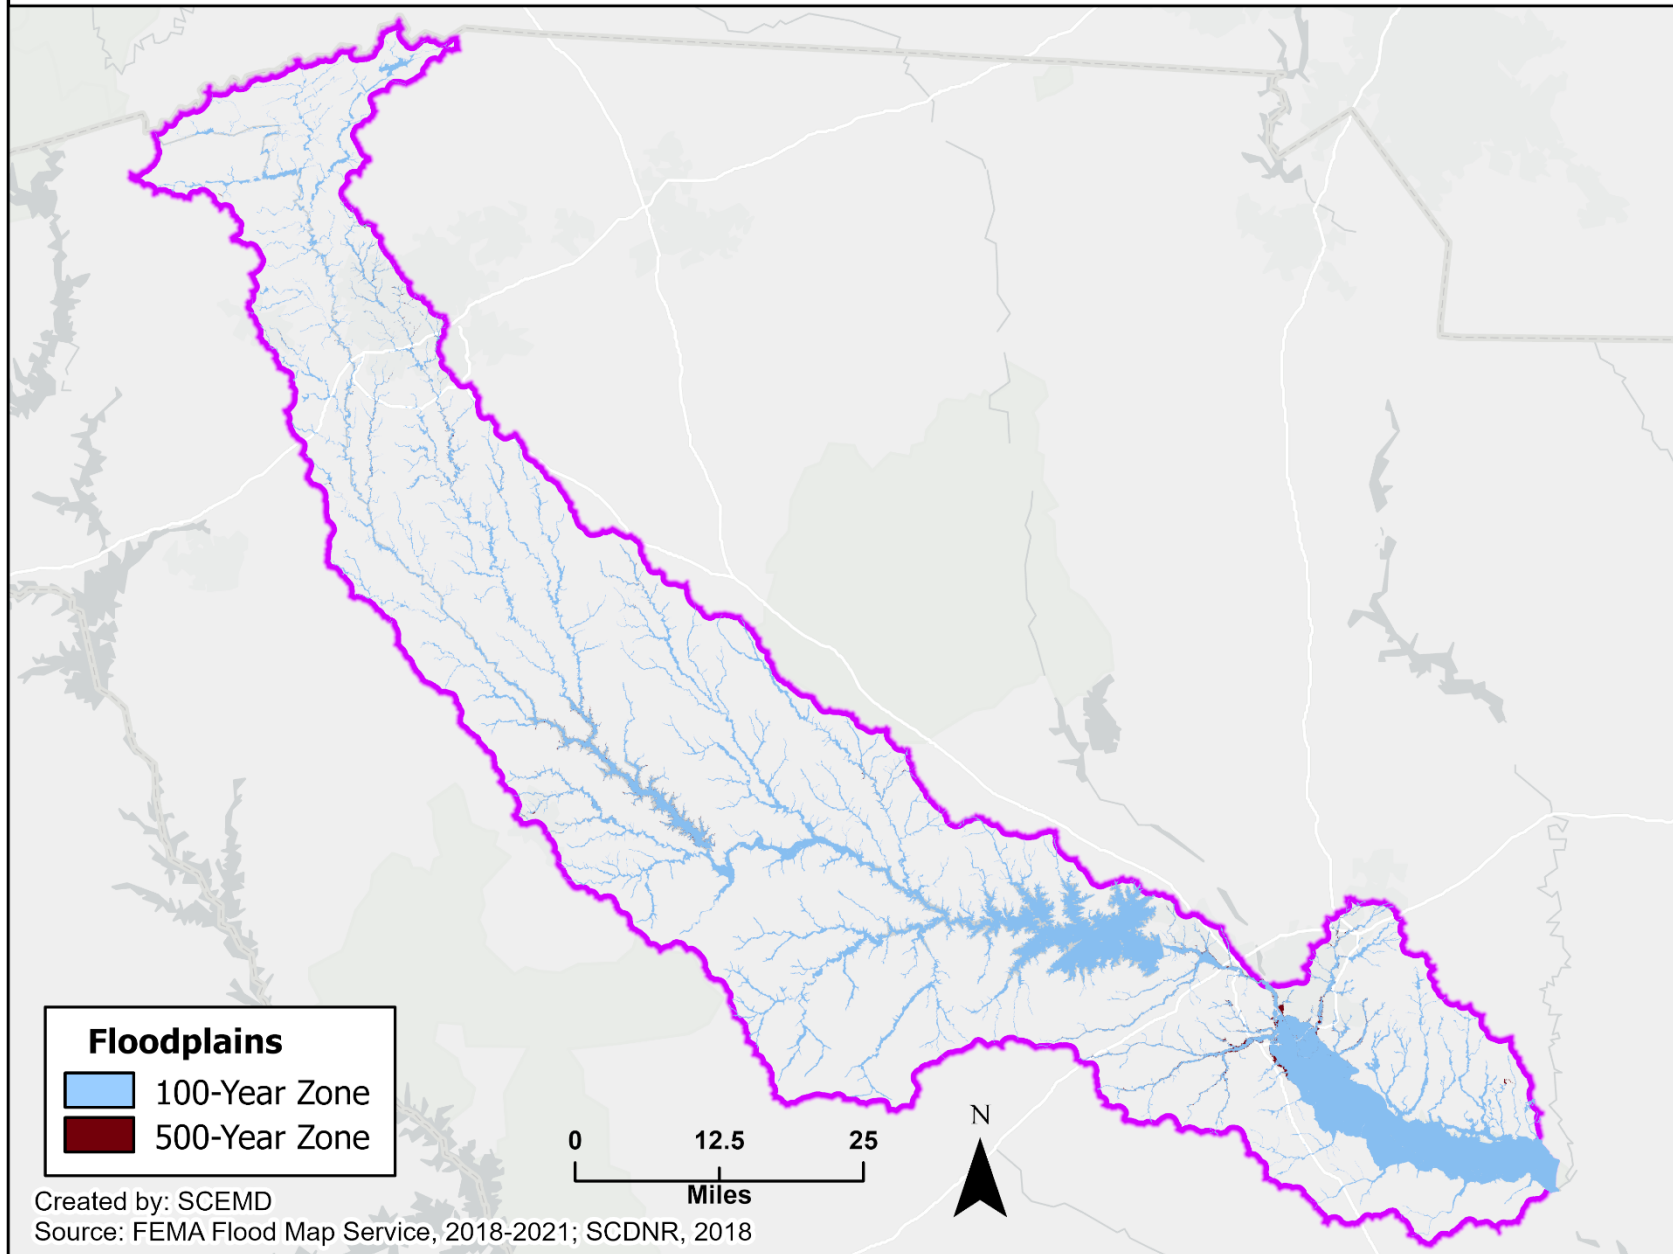 Floodplains
100-Year Zone
500-Year Zone
0 12.5 25
Miles
N
Created by: SCEMD
Source: FEMA Flood Map Service, 2018-2021; SCDNR, 2018